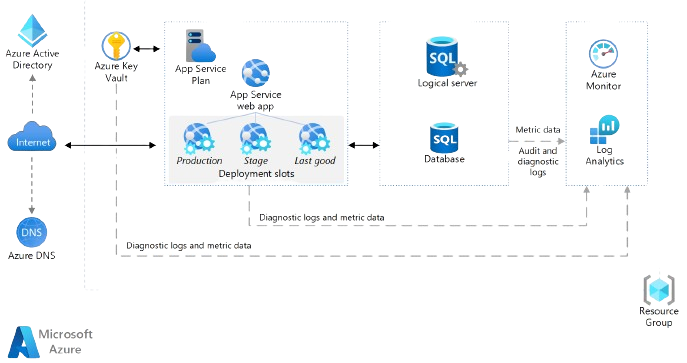 Azure Active
Directory
Internet
DNS
Azure DNS
Azure Key
Vault
App Service
Plan
App Service
web app
Production
Stage
Last good
Deployment slots
SQL
Logical server
SQL
Database
Metric data
Audit and
diagnostic
logs
Azure
Monitor
Log
Analytics
Diagnostic logs and metric data
Diagnostic logs and metric data
Resource
Group
Microsoft
Azure